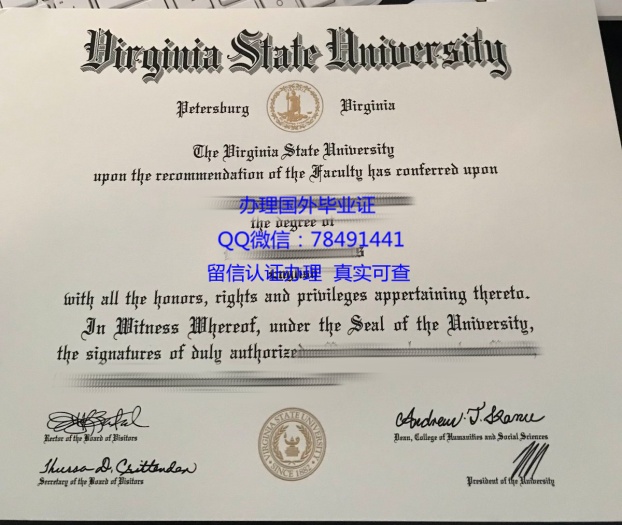 Virginia State University
Petersburg Virginia
The Virginia State University
upon the recommendation of the Faculty has conferred upon
办理国外毕业证
the degree of
QQ微信：78491441
留信认证办理 真实可查
with all the honors, rights and privileges appertaining thereto.
In Witness Whereof, under the Seal of the University,
the signatures of duly authorize
Rector of the Board of Visitors
Secretary of the Board of Visitors
VIRGINIA STATE UNIVERSITY
SINCE 1882
Dean, College of Humanities and Social Sciences
President of the University